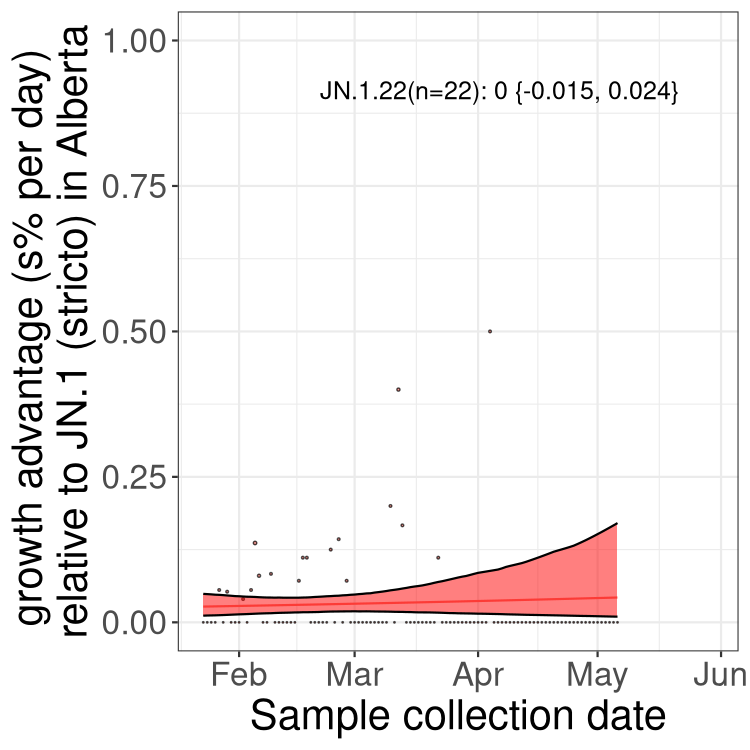 growth advantage (s% per day)
relative to JN.1 (stricto) in Alberta
1.00
0.75
0.50
0.25
0.00
JN.1.22(n=22): 0 {-0.015, 0.024}
Feb Mar Apr May Jun
Sample collection date